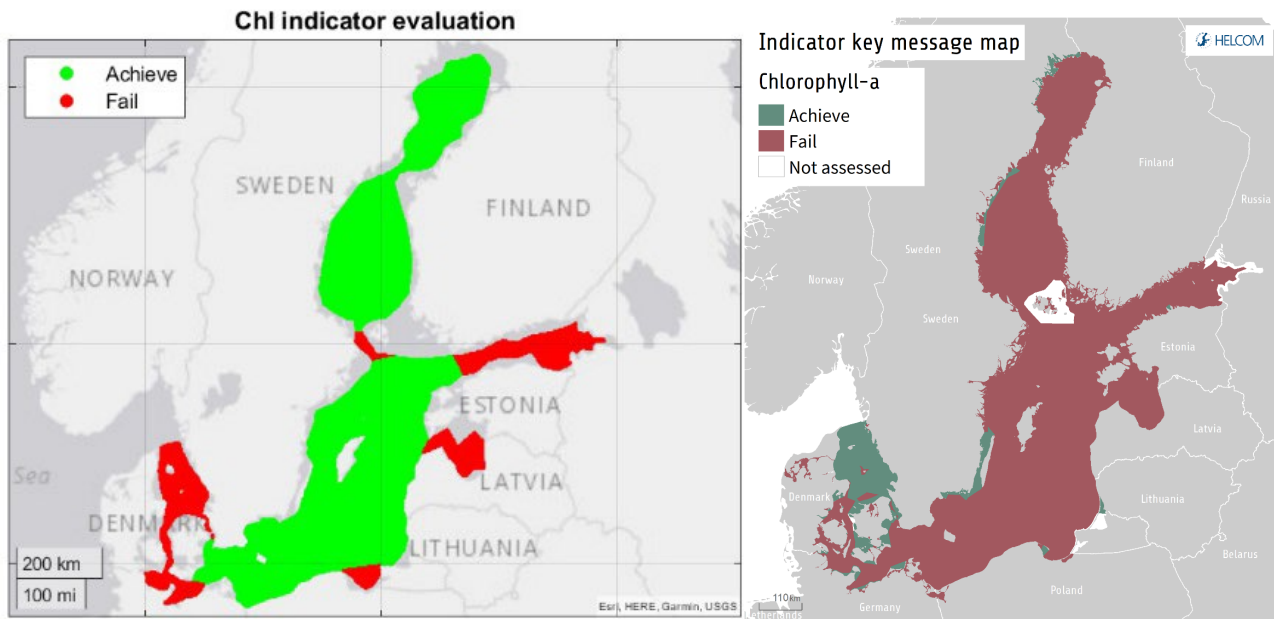 Chl indicator evaluation
Achieve
Fail
SWEDEN
FINLAND
NORWAY
ESTONIA
Sea
LATVIA
DENMARK
LITHUANIA
200 km
100 mi
Esri, HERE, Garmin, USGS
Indicator key message map
HELCOM
Chlorophyll-a
Achieve
Fail
Not assessed
Finland
Russia
Sweden
Norway
Sweden
Estonia
Latvia
Denmark
Lithuania
Belarus
Poland
110km
Germany
Netherlands